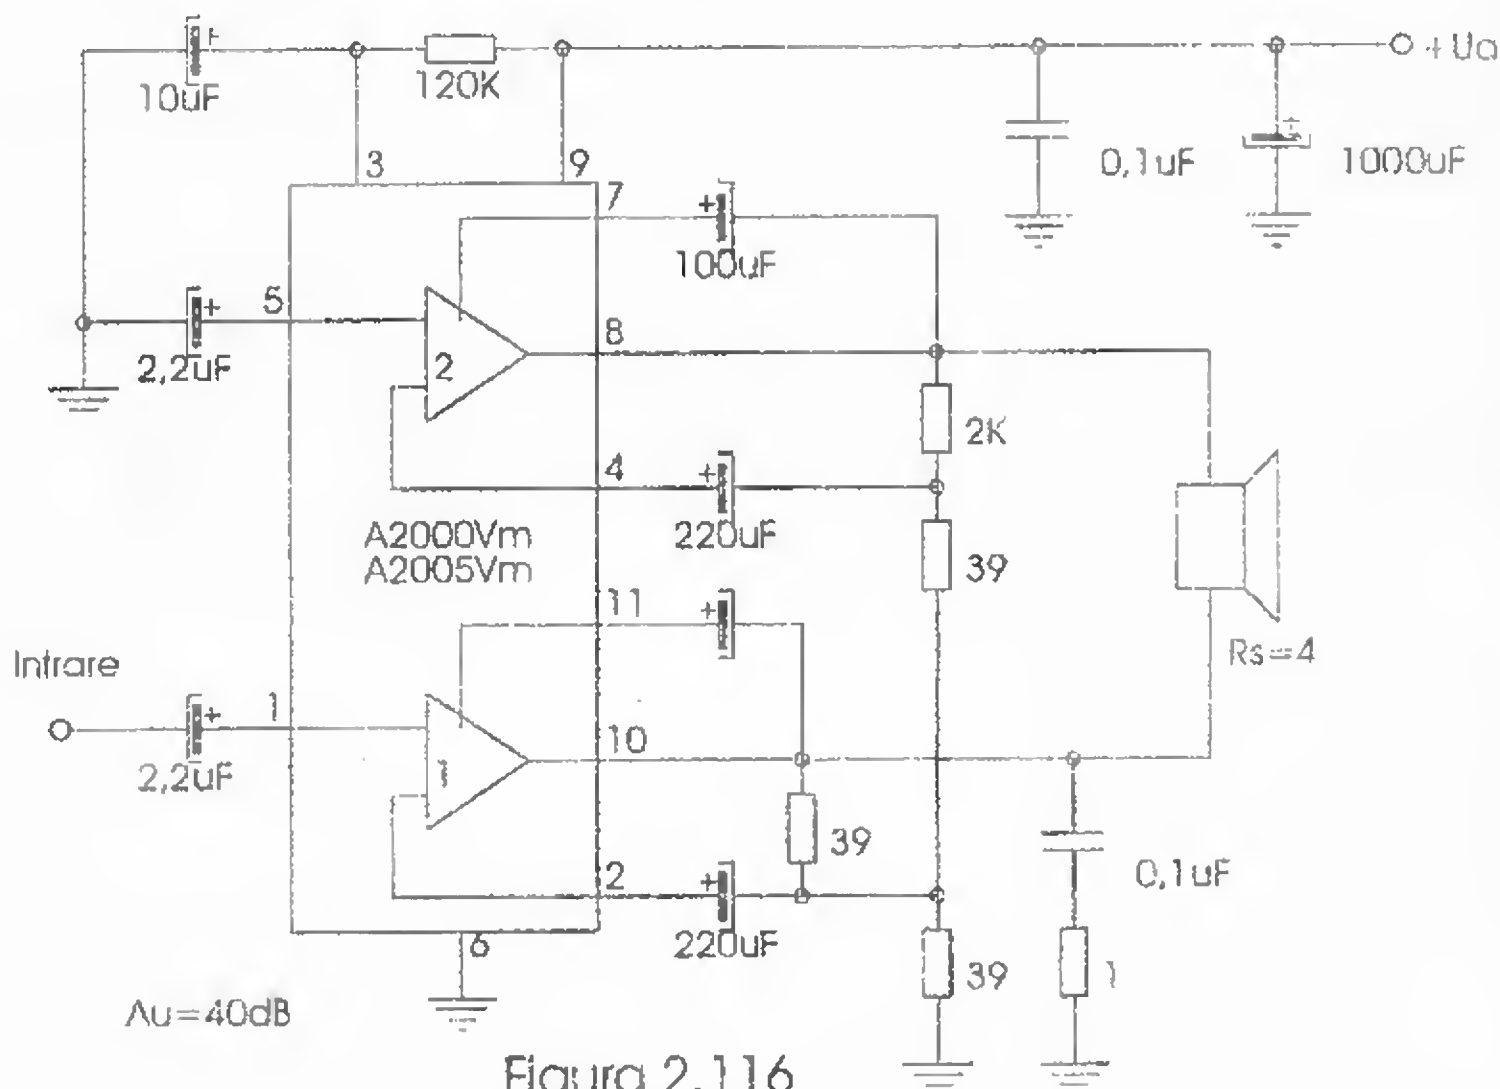 +Ua
10uF
120K
3
9
0,1uF
1000uF
7
+
100uF
5
+
2,2uF
8
2
2K
4
+
220uF
A2000Vm
A2005Vm
39
11
+
Intrare
Rs=4
1
+
2,2uF
10
1
39
0,1uF
2
+
220uF
6
39
1
Au=40dB
Figura 2.116